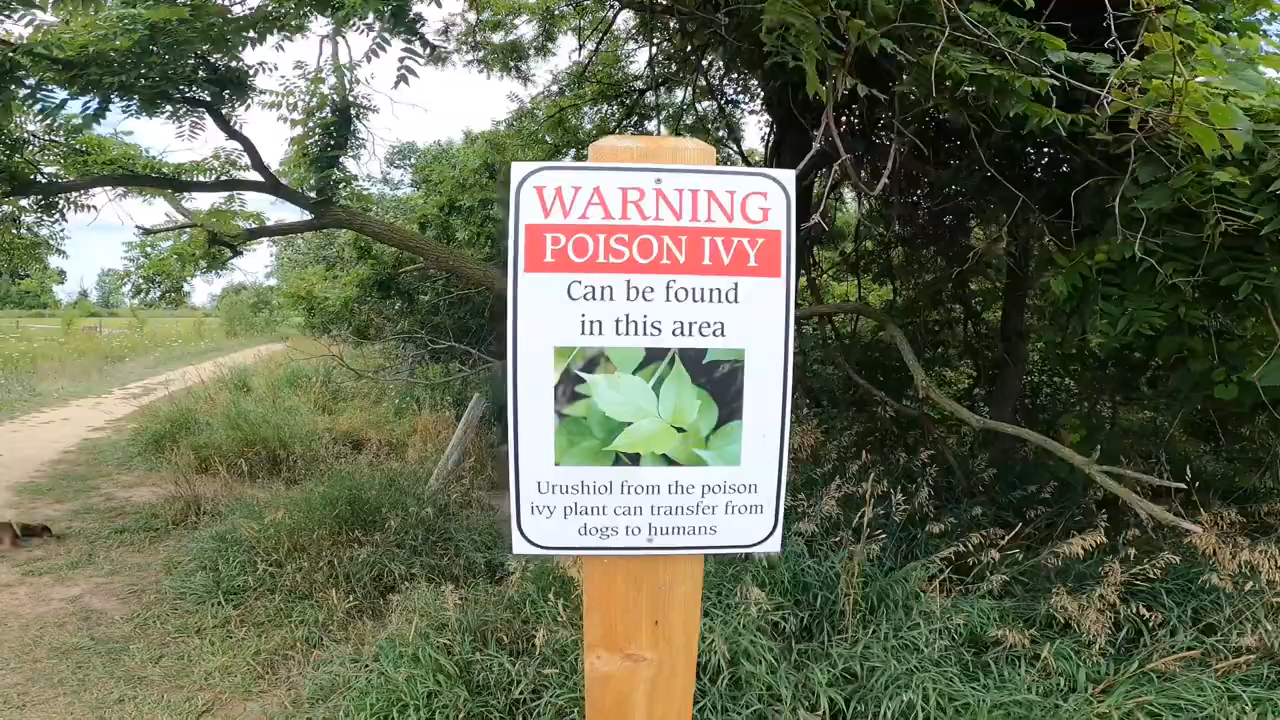 WARNING
POISON IVY
Can be found
in this area
Urushiol from the poison
ivy plant can transfer from
dogs to humans